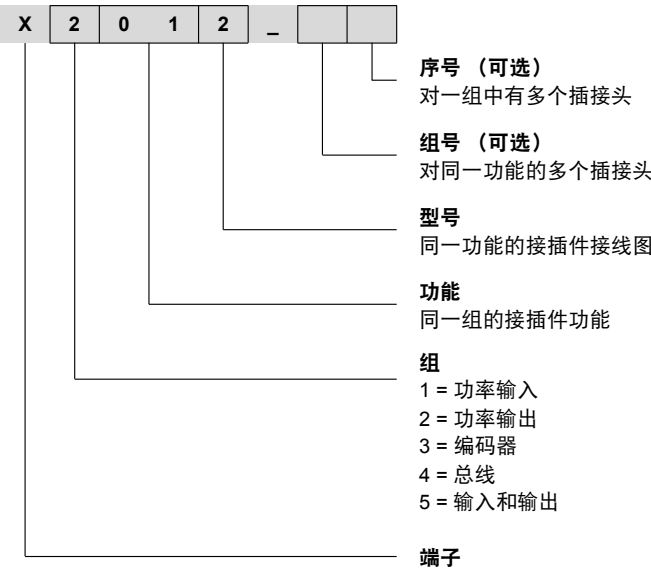 X 2 0 1 2 _
序号 （可选）
对一组中有多个插接头
组号 （可选）
对同一功能的多个插接头
型号
同一功能的接插件接线图
功能
同一组的接插件功能
组
1 = 功率输入
2 = 功率输出
3 = 编码器
4 = 总线
5 = 输入和输出
端子